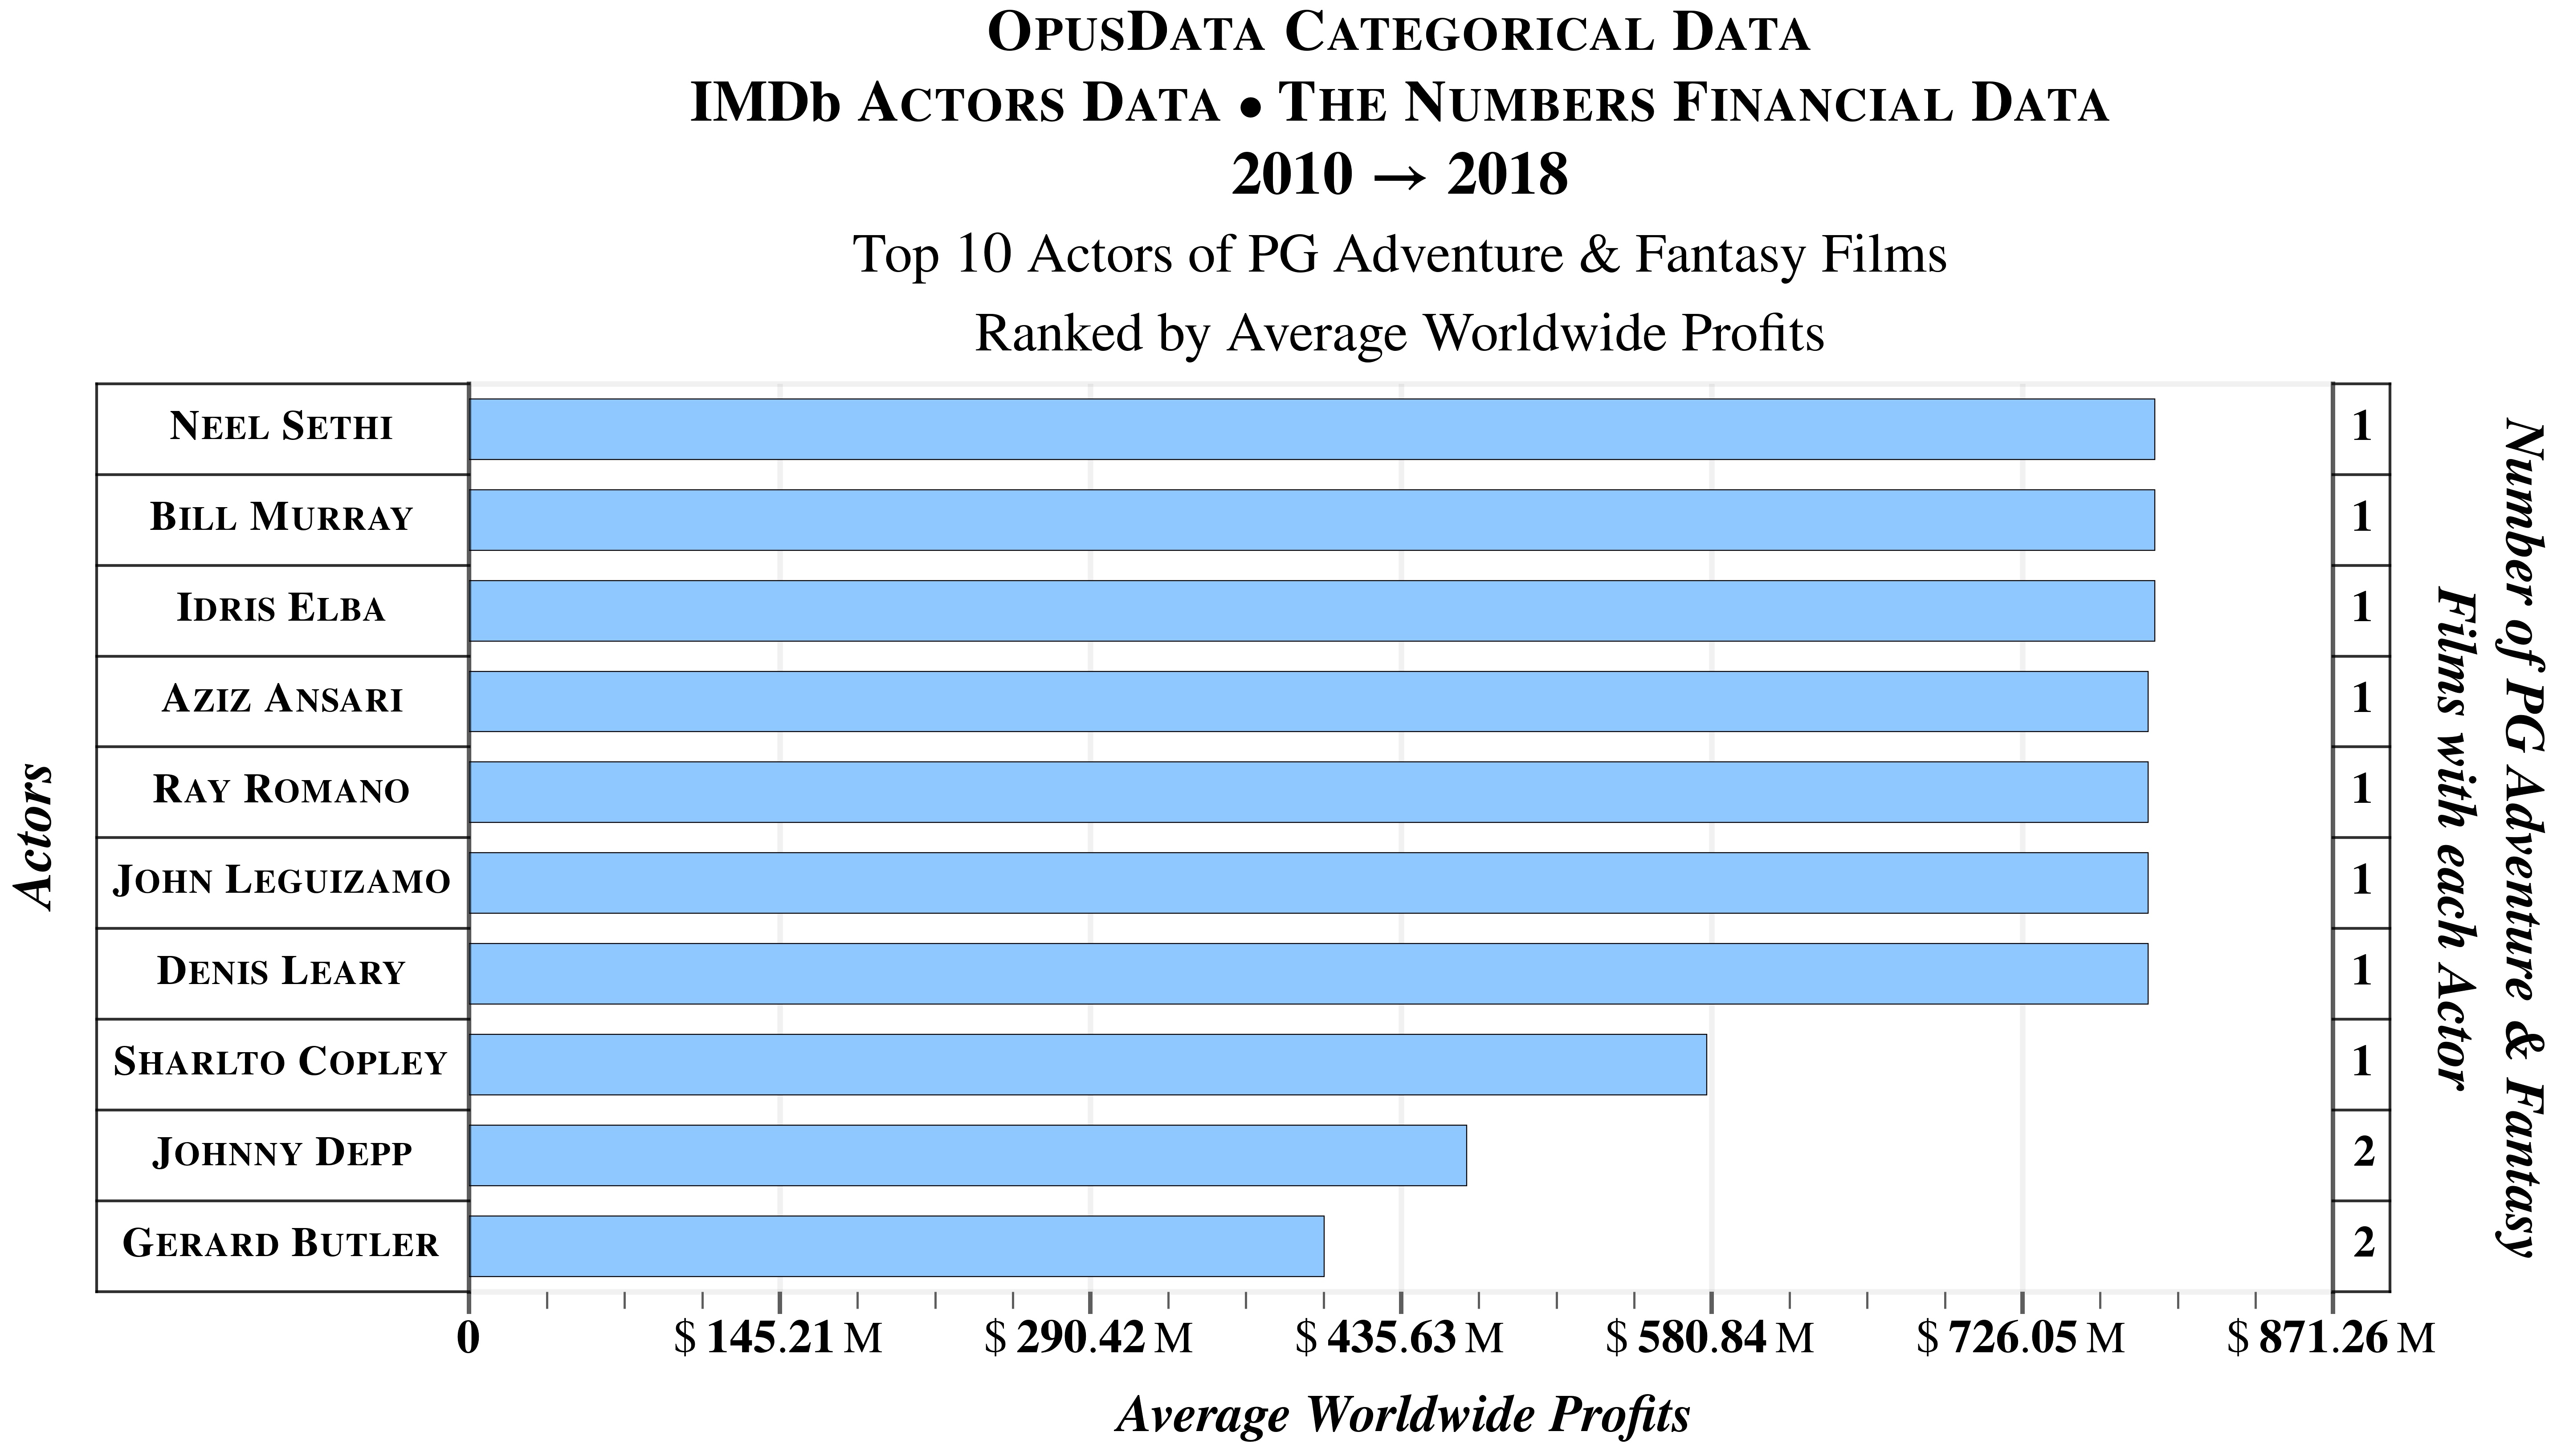 OPUSDATA CATEGORICAL DATA
IMDb ACTORS DATA • THE NUMBERS FINANCIAL DATA
2010 → 2018
Top 10 Actors of PG Adventure & Fantasy Films
Ranked by Average Worldwide Profits
Actors
NEEL SETHI 1
BILL MURRAY 1
IDRIS ELBA 1
AZIZ ANSARI 1
RAY ROMANO 1
JOHN LEGUIZAMO 1
DENIS LEARY 1
SHARLTO COPLEY 1
JOHNNY DEPP 2
GERARD BUTLER 2
Number of PG Adventure & Fantasy
Films with each Actor
0 $ 145.21 M $ 290.42 M $ 435.63 M $ 580.84 M $ 726.05 M $ 871.26 M
Average Worldwide Profits